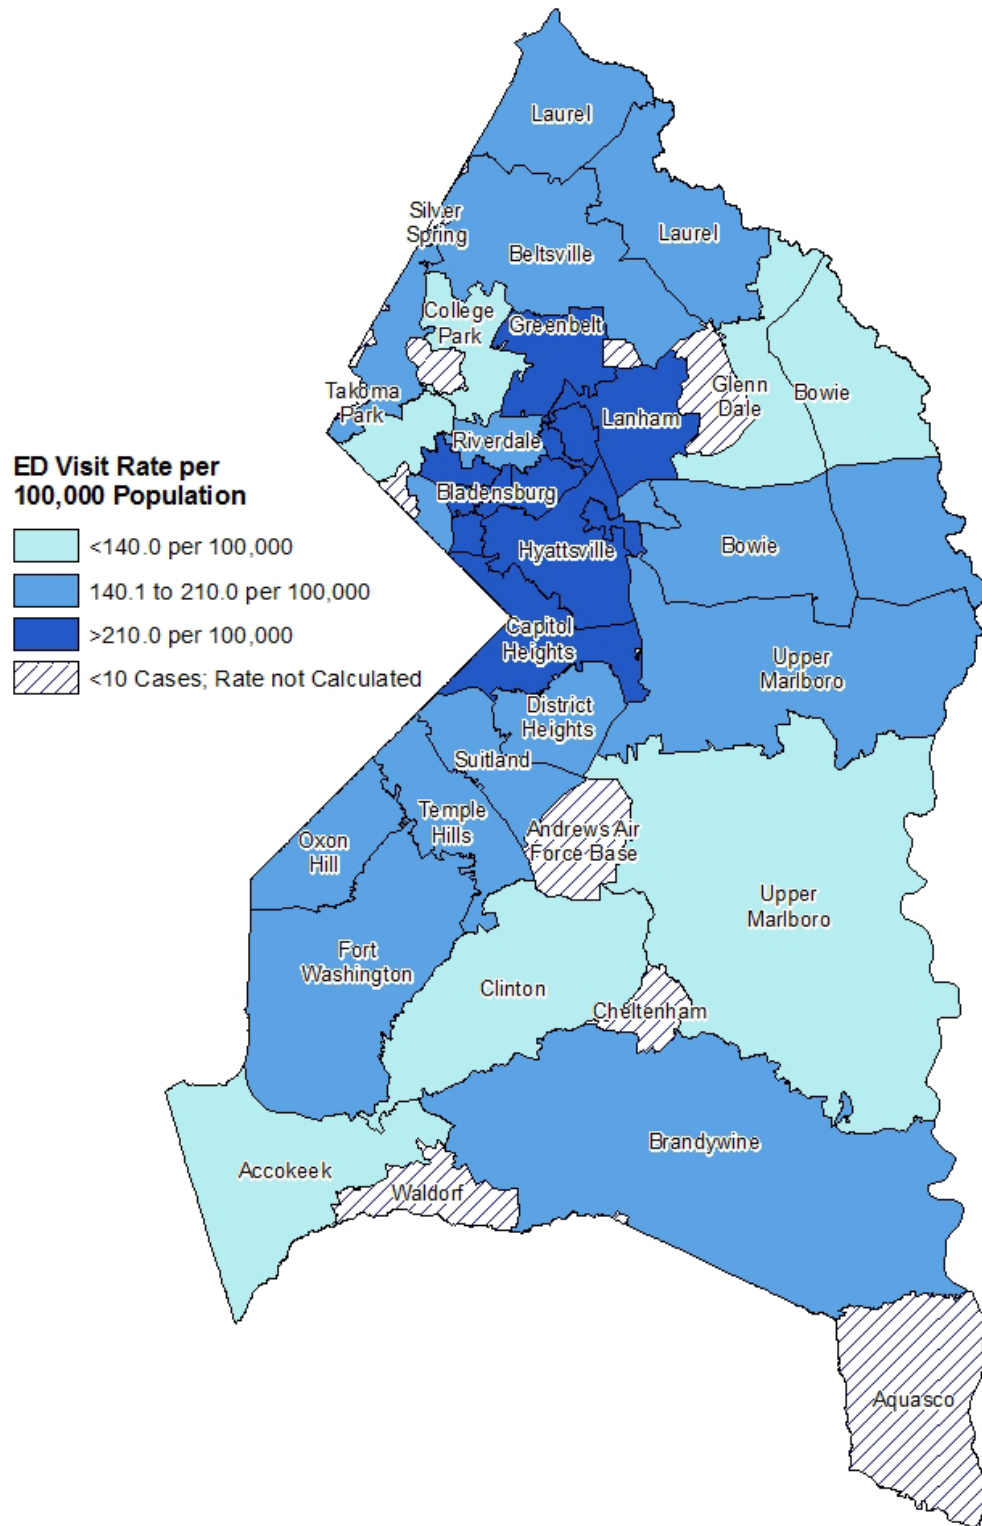 Laurel
Silver
Spring
Laurel
Beltsville
College
Park
Greenbelt
Takoma
Park
Glenn
Dale
Bowie
Lanham
Riverdale
ED Visit Rate per
100,000 Population
<140.0 per 100,000
140.1 to 210.0 per 100,000
>210.0 per 100,000
<10 Cases; Rate not Calculated
Bladensburg
Hyattsville
Bowie
Capitol
Heights
Upper
Marlboro
District
Heights
Suitland
Temple
Hills
Oxon
Hill
Andrews Air
Force Base
Upper
Marlboro
Fort
Washington
Clinton
Cheltenham
Brandywine
Accokeek
Waldorf
Aquasco